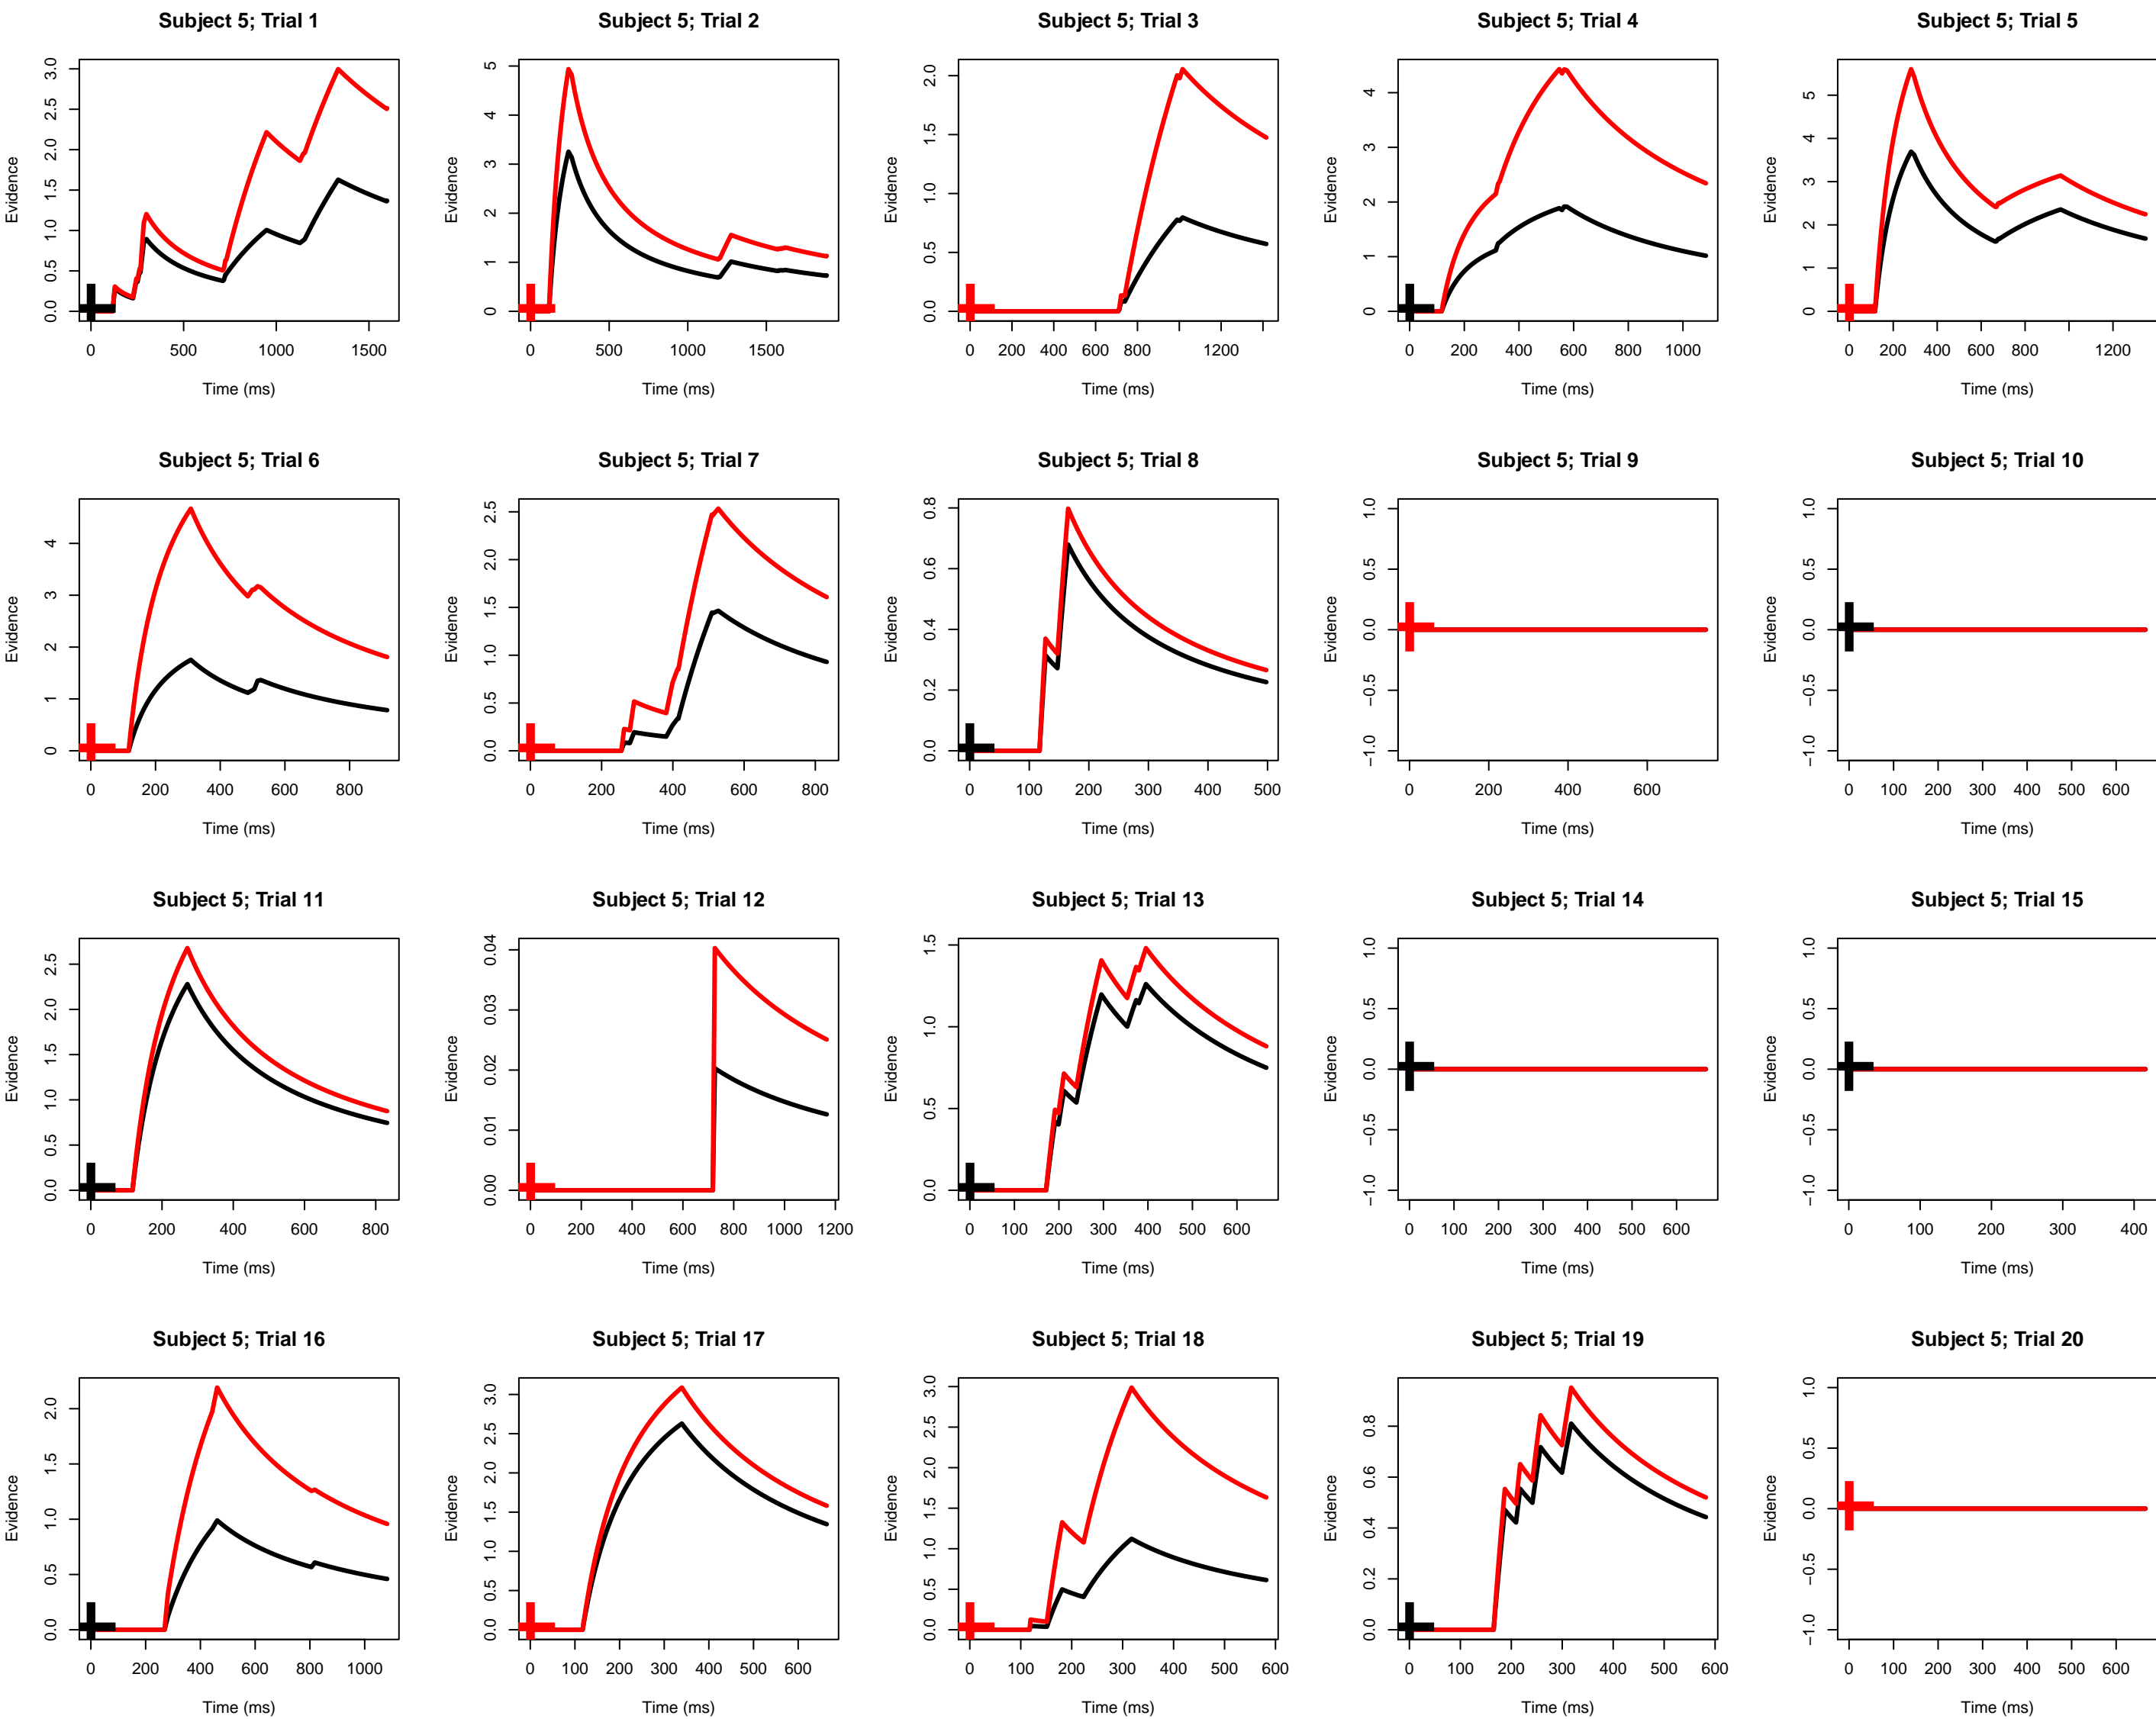 Subject 5; Trial 1
Evidence
0.0 0.5 1.0 1.5 2.0 2.5 3.0
0 500 1000 1500
Time (ms)
Subject 5; Trial 2
Evidence
0 1 2 3 4 5
0 500 1000 1500
Time (ms)
Subject 5; Trial 3
Evidence
0.0 0.5 1.0 1.5 2.0
0 200 400 600 800 1200
Time (ms)
Subject 5; Trial 4
Evidence
0 1 2 3 4
0 200 400 600 800 1000
Time (ms)
Subject 5; Trial 5
Evidence
0 1 2 3 4 5
0 200 400 600 800 1200
Time (ms)
Subject 5; Trial 6
Evidence
0 1 2 3 4
0 200 400 600 800
Time (ms)
Subject 5; Trial 7
Evidence
0.0 0.5 1.0 1.5 2.0 2.5
0 200 400 600 800
Time (ms)
Subject 5; Trial 8
Evidence
0.0 0.2 0.4 0.6 0.8
0 100 200 300 400 500
Time (ms)
Subject 5; Trial 9
Evidence
−1.0 −0.5 0.0 0.5 1.0
0 200 400 600
Time (ms)
Subject 5; Trial 10
Evidence
−1.0 −0.5 0.0 0.5 1.0
0 100 200 300 400 500 600
Time (ms)
Subject 5; Trial 11
Evidence
0.0 0.5 1.0 1.5 2.0 2.5
0 200 400 600 800
Time (ms)
Subject 5; Trial 12
Evidence
0.00 0.01 0.02 0.03 0.04
0 200 400 600 800 1000 1200
Time (ms)
Subject 5; Trial 13
Evidence
0.0 0.5 1.0 1.5
0 100 200 300 400 500 600
Time (ms)
Subject 5; Trial 14
Evidence
−1.0 −0.5 0.0 0.5 1.0
0 100 200 300 400 500 600
Time (ms)
Subject 5; Trial 15
Evidence
−1.0 −0.5 0.0 0.5 1.0
0 100 200 300 400
Time (ms)
Subject 5; Trial 16
Evidence
0.0 0.5 1.0 1.5 2.0
0 200 400 600 800 1000
Time (ms)
Subject 5; Trial 17
Evidence
0.0 0.5 1.0 1.5 2.0 2.5 3.0
0 100 200 300 400 500 600
Time (ms)
Subject 5; Trial 18
Evidence
0.0 0.5 1.0 1.5 2.0 2.5 3.0
0 100 200 300 400 500 600
Time (ms)
Subject 5; Trial 19
Evidence
0.0 0.2 0.4 0.6 0.8
0 100 200 300 400 500 600
Time (ms)
Subject 5; Trial 20
Evidence
−1.0 −0.5 0.0 0.5 1.0
0 100 200 300 400 500 600
Time (ms)